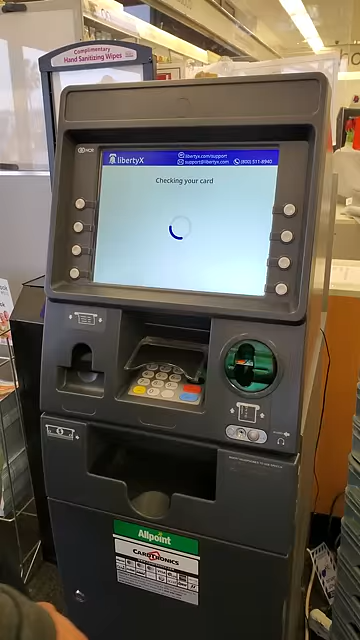 Complimentary
Hand Sanitizing Wipes
NCR
libertyX
libertyx.com/support
support@libertyx.com
(800) 511-8940
Checking your card
Allpoint
CARDTRONICS